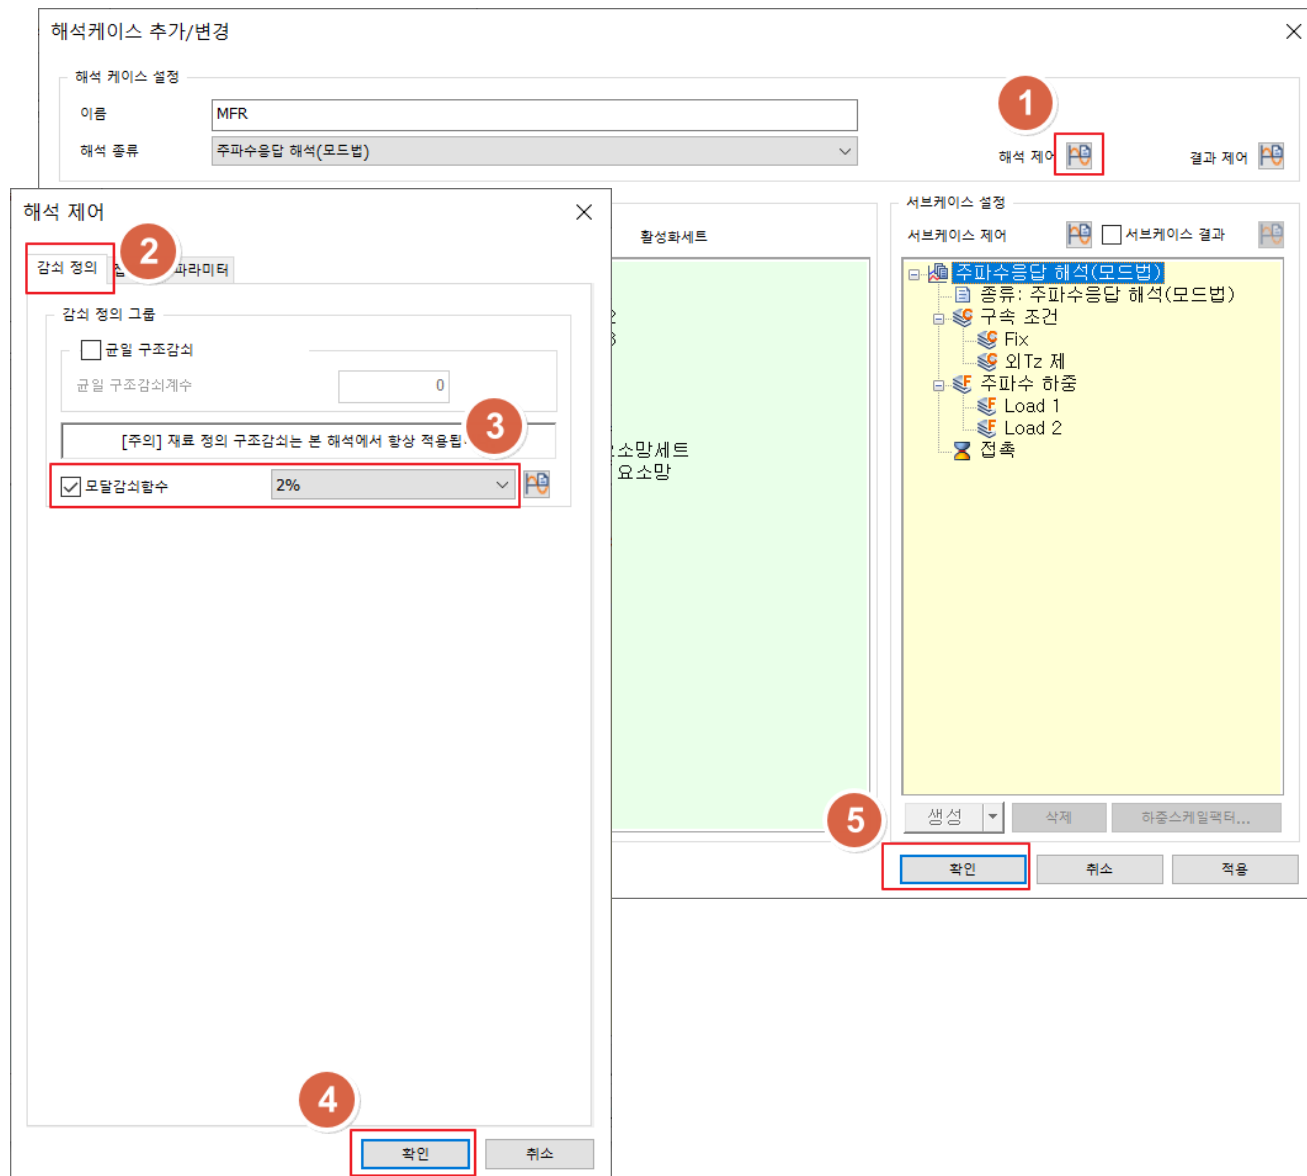 해석케이스 추가/변경
해석 케이스 설정
이름
MFR
1
해석 종류
주파수응답 해석(모드법)
해석 제어
결과 제어
해석 제어
2
감쇠 정의
파라미터
감쇠 정의 그룹
균일 구조감쇠
균일 구조감쇠계수
0
3
[주의] 재료 정의 구조감쇠는 본 해석에서 항상 적용됩
모달감쇠함수
2%
4
확인
취소
활성화세트
소망세트
요소망
서브케이스 설정
서브케이스 제어
서브케이스 결과
주파수응답 해석(모드법)
종류: 주파수응답 해석(모드법)
구속 조건
Fix
외Tz 제
주파수 하중
Load 1
Load 2
접촉
5
생성
삭제
하중스케일팩터...
확인
취소
적용